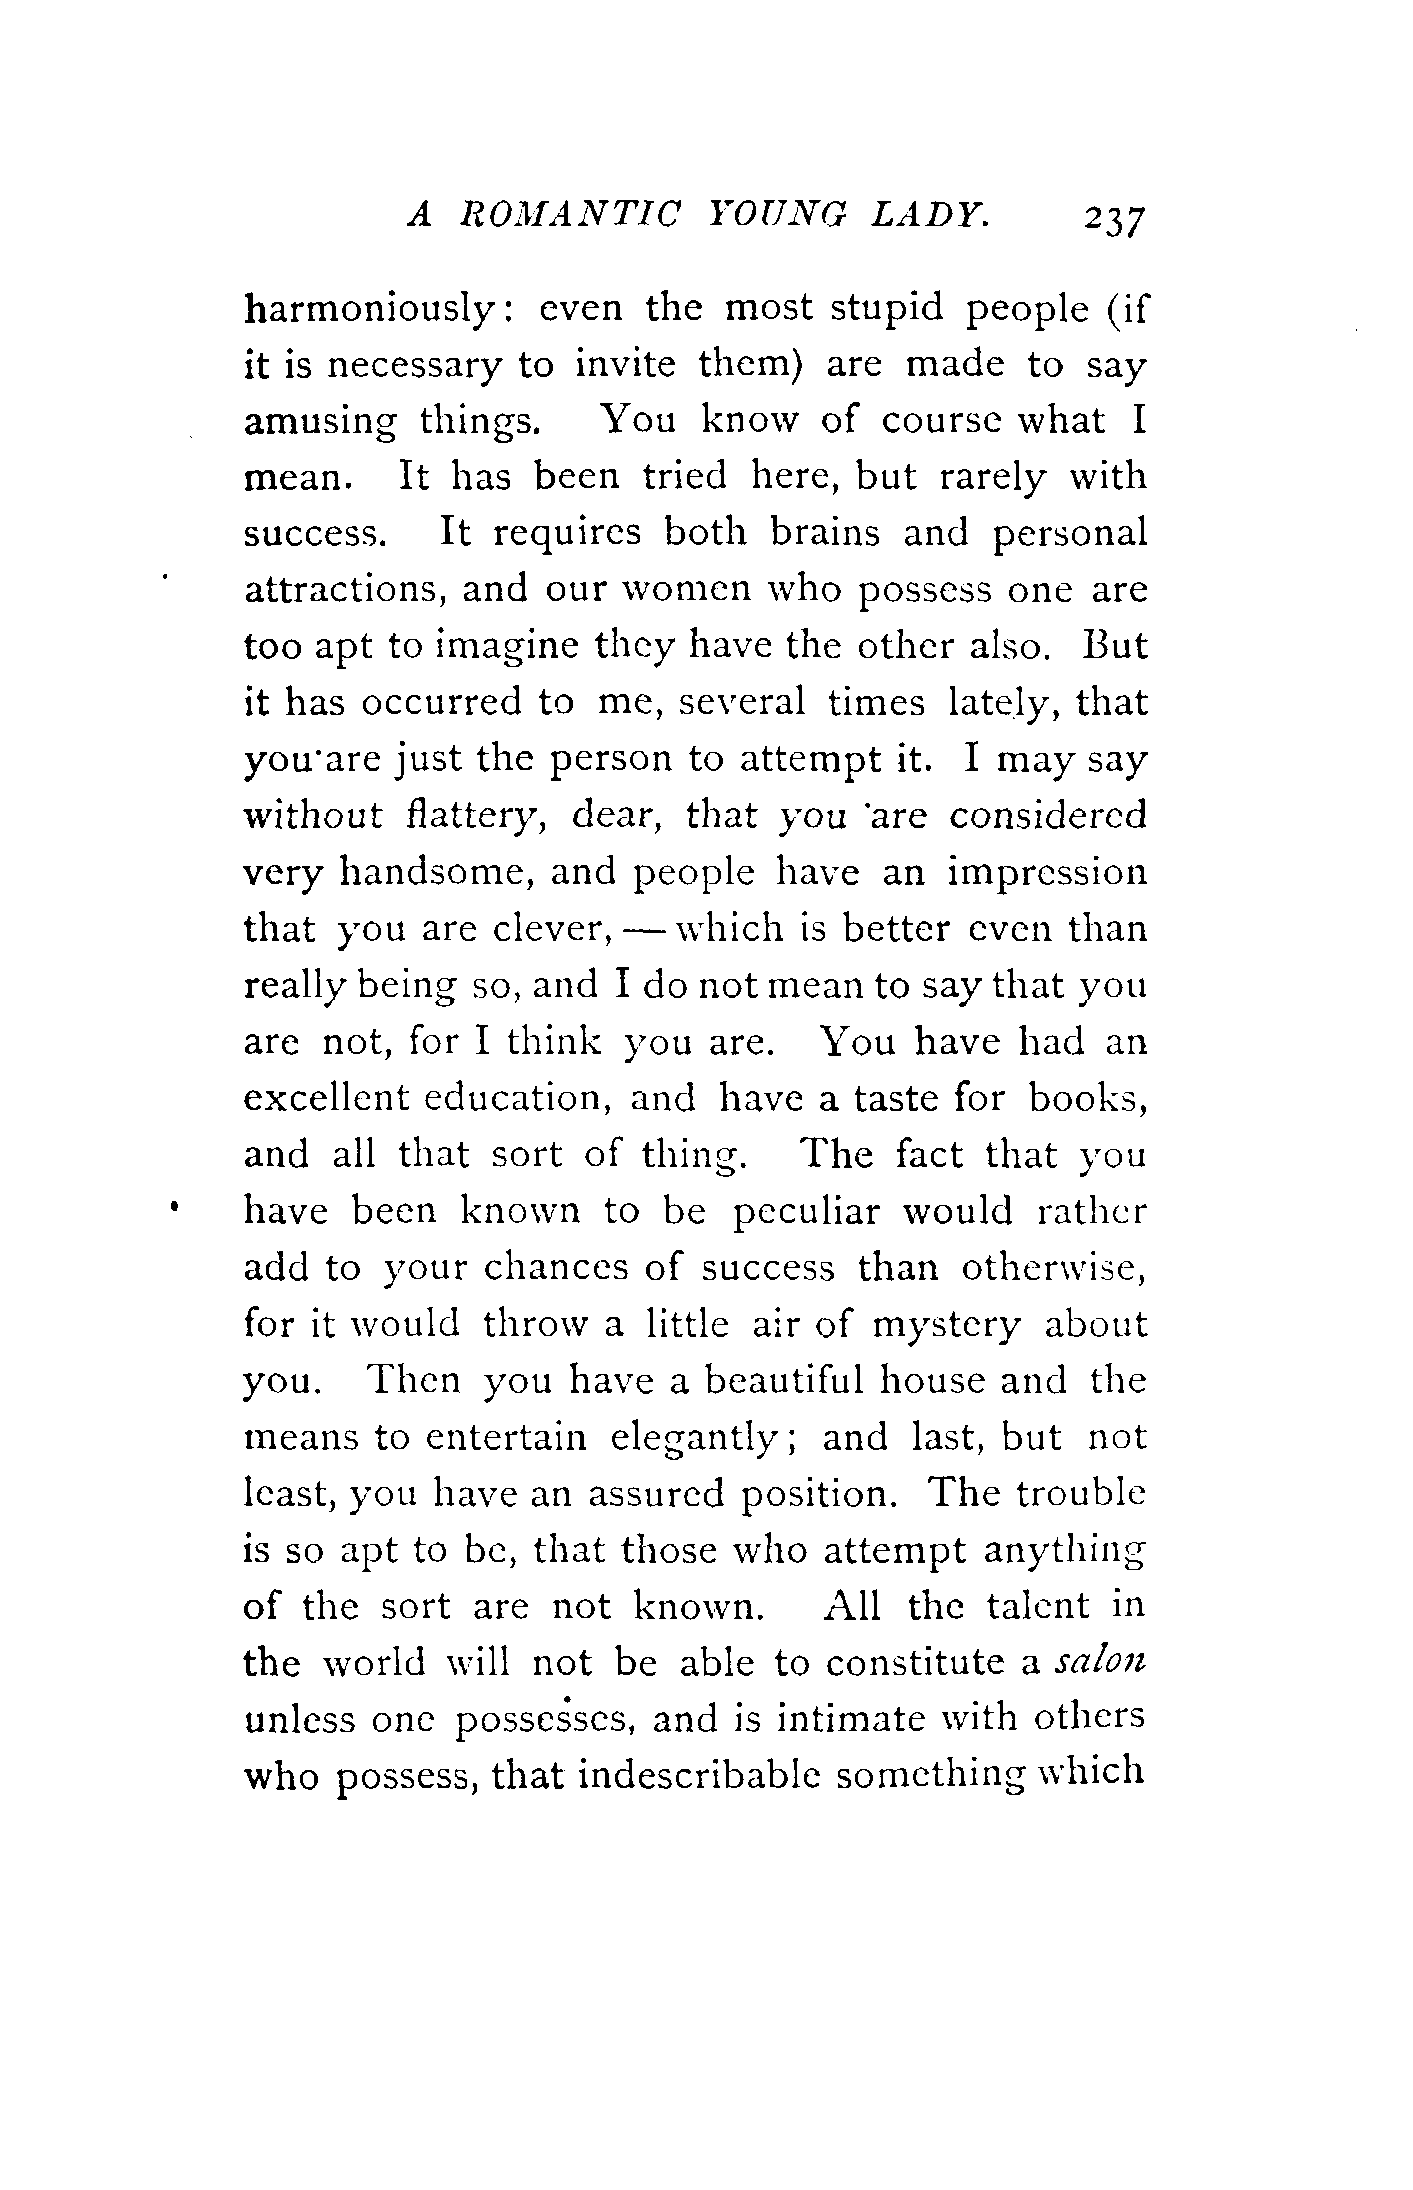 A ROMANTIC YOUNG LADY. 237
harmoniously: even the most stupid people (if
it is necessary to invite them) are made to say
amusing things. You know of course what I
mean. It has been tried here, but rarely with
success. It requires both brains and personal
attractions, and our women who possess one are
too apt to imagine they have the other also. But
it has occurred to me, several times lately, that
you are just the person to attempt it. I may say
without flattery, dear, that you are considered
very handsome, and people have an impression
that you are clever, — which is better even than
really being so, and I do not mean to say that you
are not, for I think you are. You have had an
excellent education, and have a taste for books,
and all that sort of thing. The fact that you
have been known to be peculiar would rather
add to your chances of success than otherwise,
for it would throw a little air of mystery about
you. Then you have a beautiful house and the
means to entertain elegantly; and last, but not
least, you have an assured position. The trouble
is so apt to be, that those who attempt anything
of the sort are not known. All the talent in
the world will not be able to constitute a salon
unless one possesses, and is intimate with others
who possess, that indescribable something which